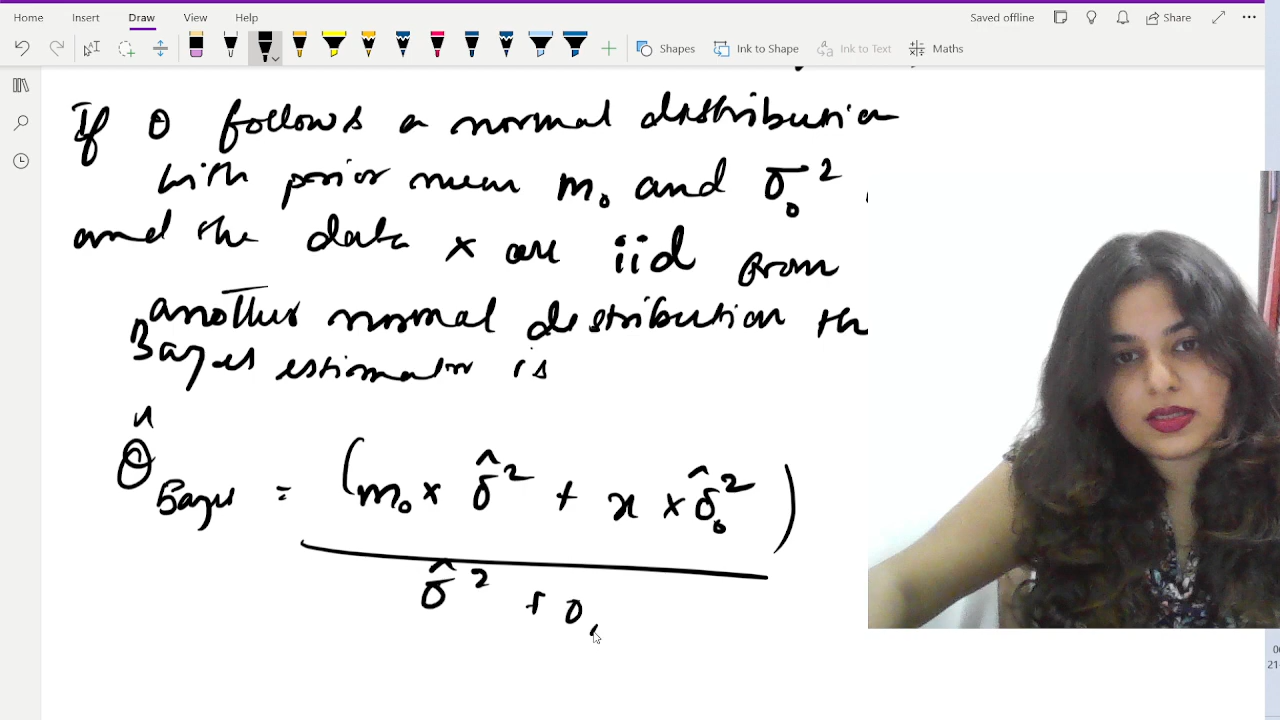 Home Insert Draw View Help Saved offline Share
Shapes Ink to Shape Ink to Text Maths
If θ follows a normal distribution
with prior mean m₀ and σ₀²
and the data x are iid from
another normal distribution the
Bayes estimator is
θ̂ Bayes = (m₀ × σ̂² + x × σ̂₀²)
σ̂² + σ